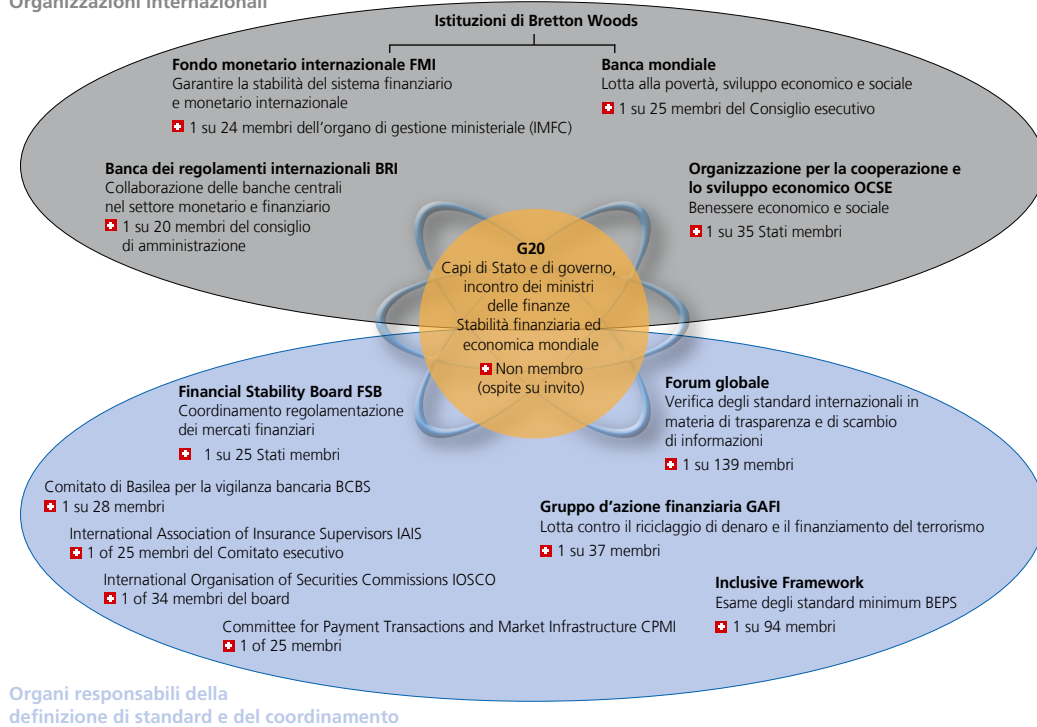 Organizzazioni internazionali
Istituzioni di Bretton Woods
Fondo monetario internazionale FMI
Garantire la stabilità del sistema finanziario
e monetario internazionale
1 su 24 membri dell'organo di gestione ministeriale (IMFC)
Banca mondiale
Lotta alla povertà, sviluppo economico e sociale
1 su 25 membri del Consiglio esecutivo
Banca dei regolamenti internazionali BRI
Collaborazione delle banche centrali
nel settore monetario e finanziario
1 su 20 membri del consiglio
di amministrazione
Organizzazione per la cooperazione e
lo sviluppo economico OCSE
Benessere economico e sociale
1 su 35 Stati membri
G20
Capi di Stato e di governo,
incontro dei ministri
delle finanze
Stabilità finanziaria ed
economica mondiale
Non membro
(ospite su invito)
Financial Stability Board FSB
Coordinamento regolamentazione
dei mercati finanziari
1 su 25 Stati membri
Comitato di Basilea per la vigilanza bancaria BCBS
1 su 28 membri
International Association of Insurance Supervisors IAIS
1 of 25 membri del Comitato esecutivo
International Organisation of Securities Commissions IOSCO
1 of 34 membri del board
Committee for Payment Transactions and Market Infrastructure CPMI
1 of 25 membri
Forum globale
Verifica degli standard internazionali in
materia di trasparenza e di scambio
di informazioni
1 su 139 membri
Gruppo d'azione finanziaria GAFI
Lotta contro il riciclaggio di denaro e il finanziamento del terrorismo
1 su 37 membri
Inclusive Framework
Esame degli standard minimum BEPS
1 su 94 membri
Organi responsabili della
definizione di standard e del coordinamento